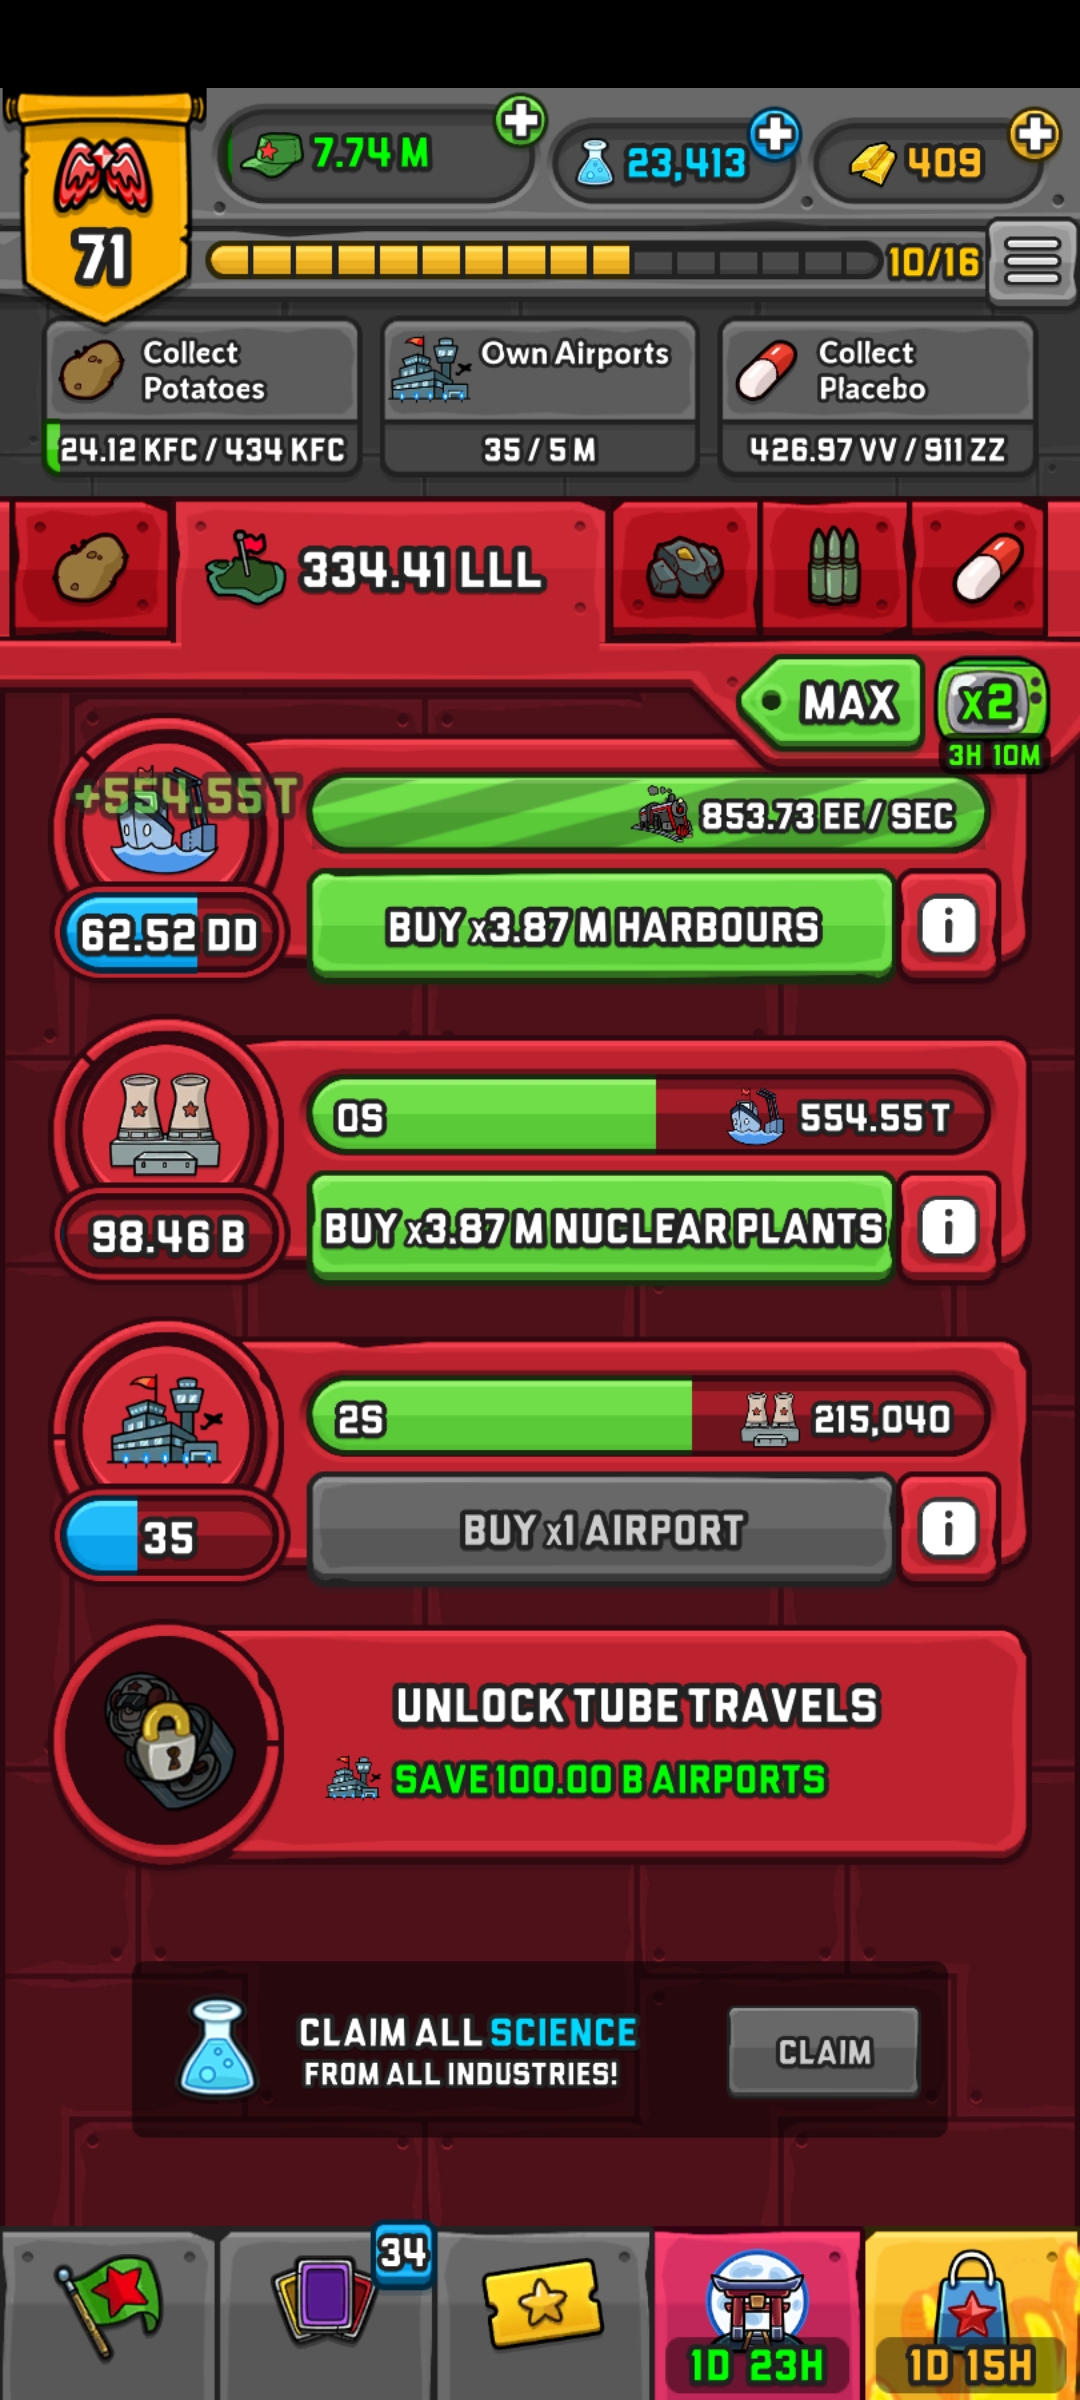 7.74 M
23,413
409
71
10/16
Collect Potatoes
24.12 KFC / 434 KFC
Own Airports
35 / 5 M
Collect Placebo
426.97 VV / 911 ZZ
334.41 LLL
MAX
x2
3H 10M
+554.55 T
853.73 EE / SEC
62.52 DD
BUY x3.87 M HARBOURS
i
0S
554.55 T
98.46 B
BUY x3.87 M NUCLEAR PLANTS
i
2S
215,040
35
BUY x1 AIRPORT
i
UNLOCK TUBE TRAVELS
SAVE 100.00 B AIRPORTS
CLAIM ALL SCIENCE
FROM ALL INDUSTRIES!
CLAIM
34
1D 23H
1D 15H